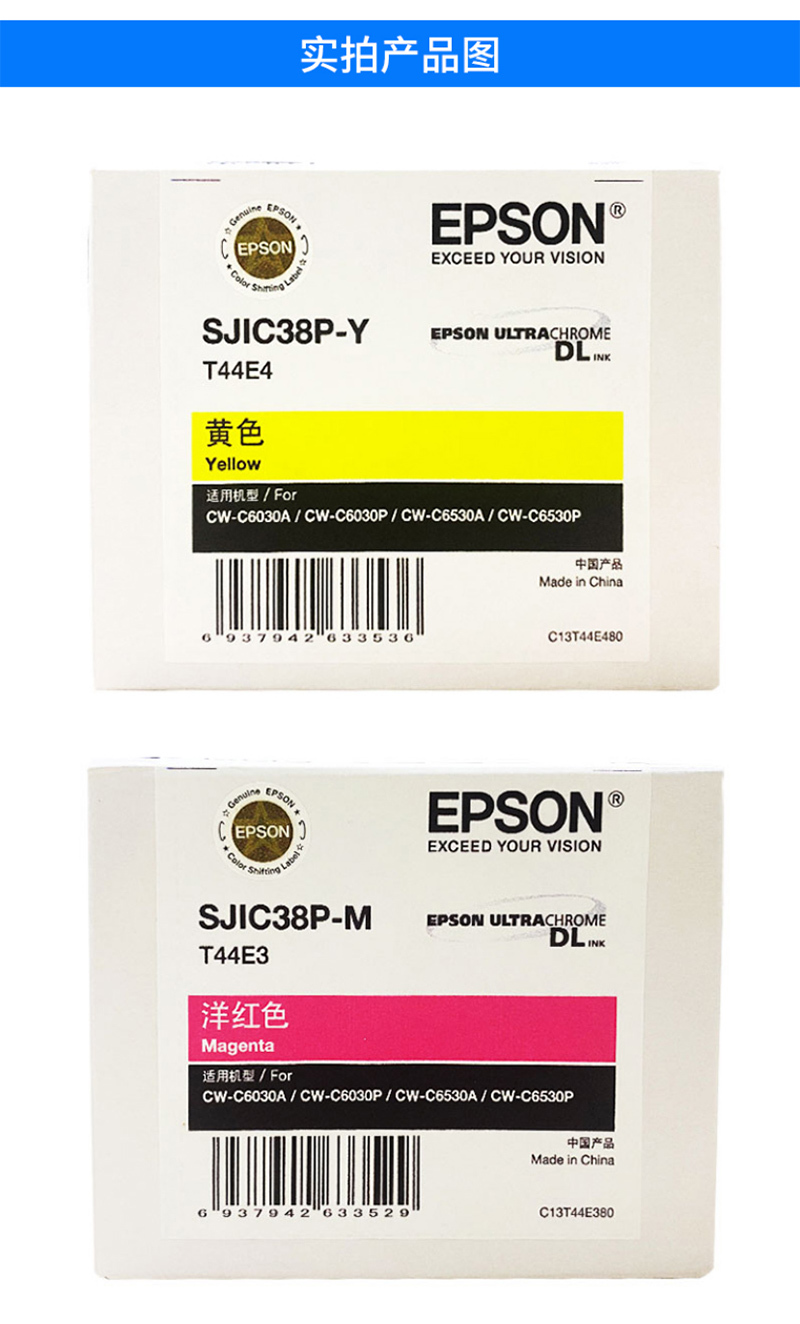 实拍产品图
Genuine EPSON
EPSON
Color Shifting Label
EPSON®
EXCEED YOUR VISION
SJIC38P-Y
T44E4
EPSON ULTRACHROME
DL INK
黄色
Yellow
适用机型 / For
CW-C6030A / CW-C6030P / CW-C6530A / CW-C6530P
中国产品
Made in China
6 937942 633536
C13T44E480
Genuine EPSON
EPSON
Color Shifting Label
EPSON®
EXCEED YOUR VISION
SJIC38P-M
T44E3
EPSON ULTRACHROME
DL INK
洋红色
Magenta
适用机型 / For
CW-C6030A / CW-C6030P / CW-C6530A / CW-C6530P
中国产品
Made in China
6 937942 633529
C13T44E380